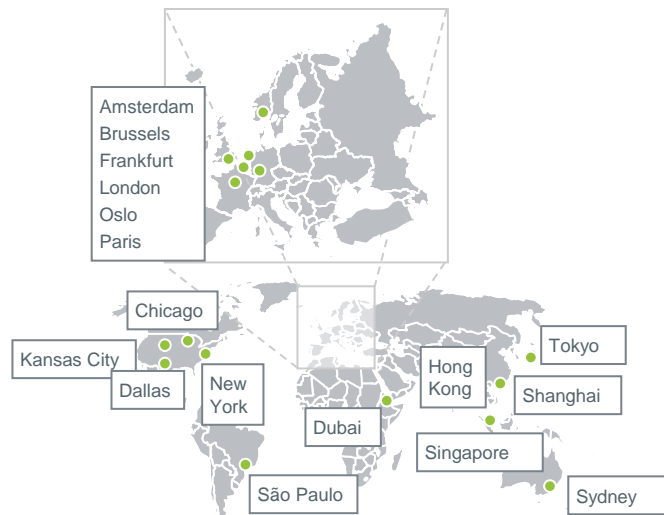 Amsterdam
Brussels
Frankfurt
London
Oslo
Paris
Chicago
Kansas City
Dallas
New
York
Dubai
São Paulo
Hong
Kong
Tokyo
Shanghai
Singapore
Sydney